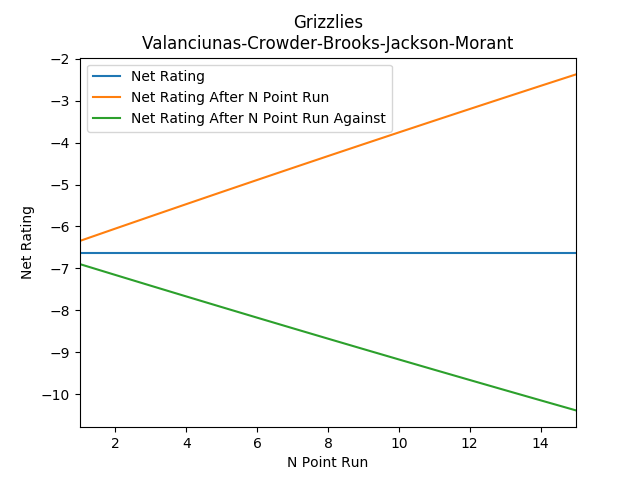 Grizzlies
Valanciunas-Crowder-Brooks-Jackson-Morant
Net Rating
Net Rating After N Point Run
Net Rating After N Point Run Against
−2
−3
−4
−5
−6
−7
−8
−9
−10
Net Rating
2 4 6 8 10 12 14
N Point Run